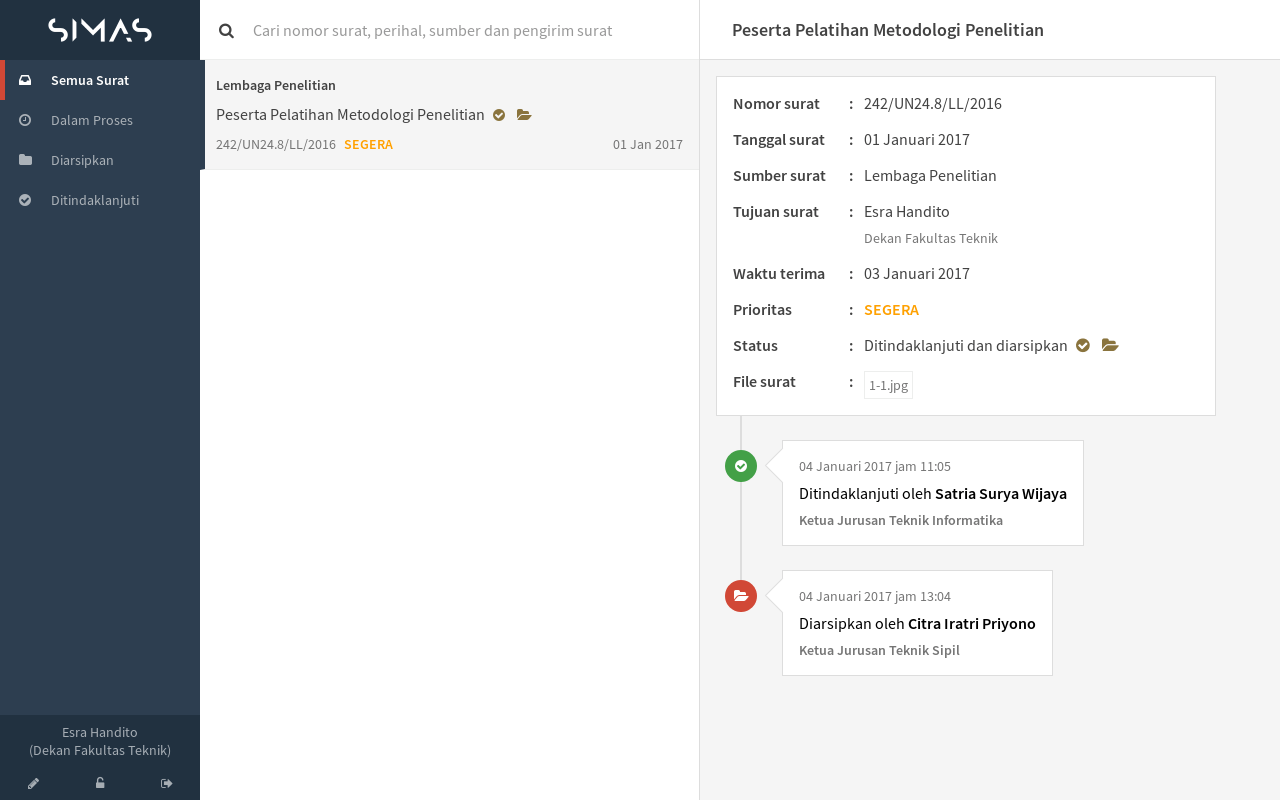 SIMAS
Semua Surat
Dalam Proses
Diarsipkan
Ditindaklanjuti
Esra Handito
(Dekan Fakultas Teknik)
Cari nomor surat, perihal, sumber dan pengirim surat
Lembaga Penelitian
Peserta Pelatihan Metodologi Penelitian
242/UN24.8/LL/2016 SEGERA 01 Jan 2017
Peserta Pelatihan Metodologi Penelitian
Nomor surat : 242/UN24.8/LL/2016
Tanggal surat : 01 Januari 2017
Sumber surat : Lembaga Penelitian
Tujuan surat : Esra Handito
Dekan Fakultas Teknik
Waktu terima : 03 Januari 2017
Prioritas : SEGERA
Status : Ditindaklanjuti dan diarsipkan
File surat : 1-1.jpg
04 Januari 2017 jam 11:05
Ditindaklanjuti oleh Satria Surya Wijaya
Ketua Jurusan Teknik Informatika
04 Januari 2017 jam 13:04
Diarsipkan oleh Citra Iratri Priyono
Ketua Jurusan Teknik Sipil